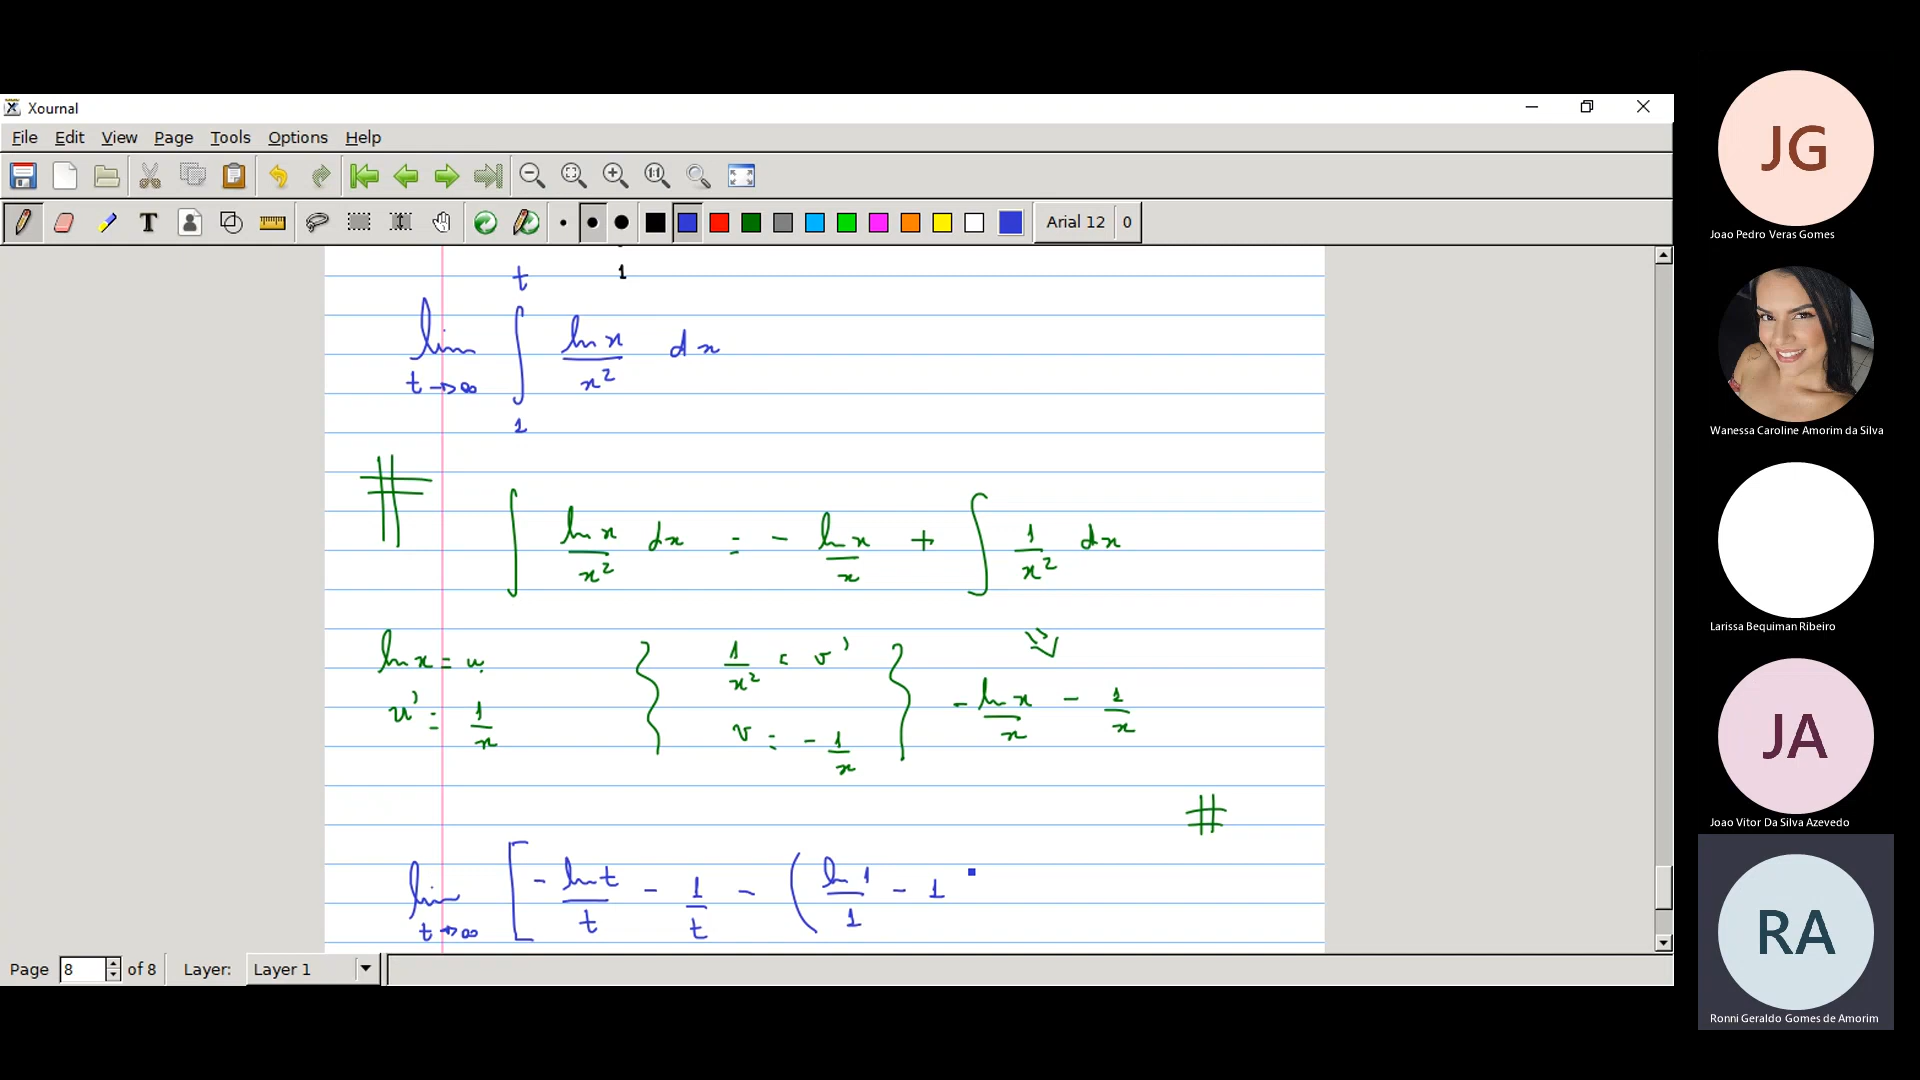 Xournal
File Edit View Page Tools Options Help
Arial 12 0
t 1
lim t→∞ ∫ 1 ln x / x² dx
∫ ln x / x² dx = - ln x / x + ∫ 1 / x² dx
ln x = u } 1 / x² = v' }
u' = 1 / x v = - 1 / x - ln x / x - 1 / x
#
lim t→∞ [ - ln t / t - 1 / t - ( ln 1 / 1 - 1
Page 8 of 8 Layer: Layer 1
JG
Joao Pedro Veras Gomes
Wanessa Caroline Amorim da Silva
Larissa Bequiman Ribeiro
JA
Joao Vitor Da Silva Azevedo
RA
Ronni Geraldo Gomes de Amorim